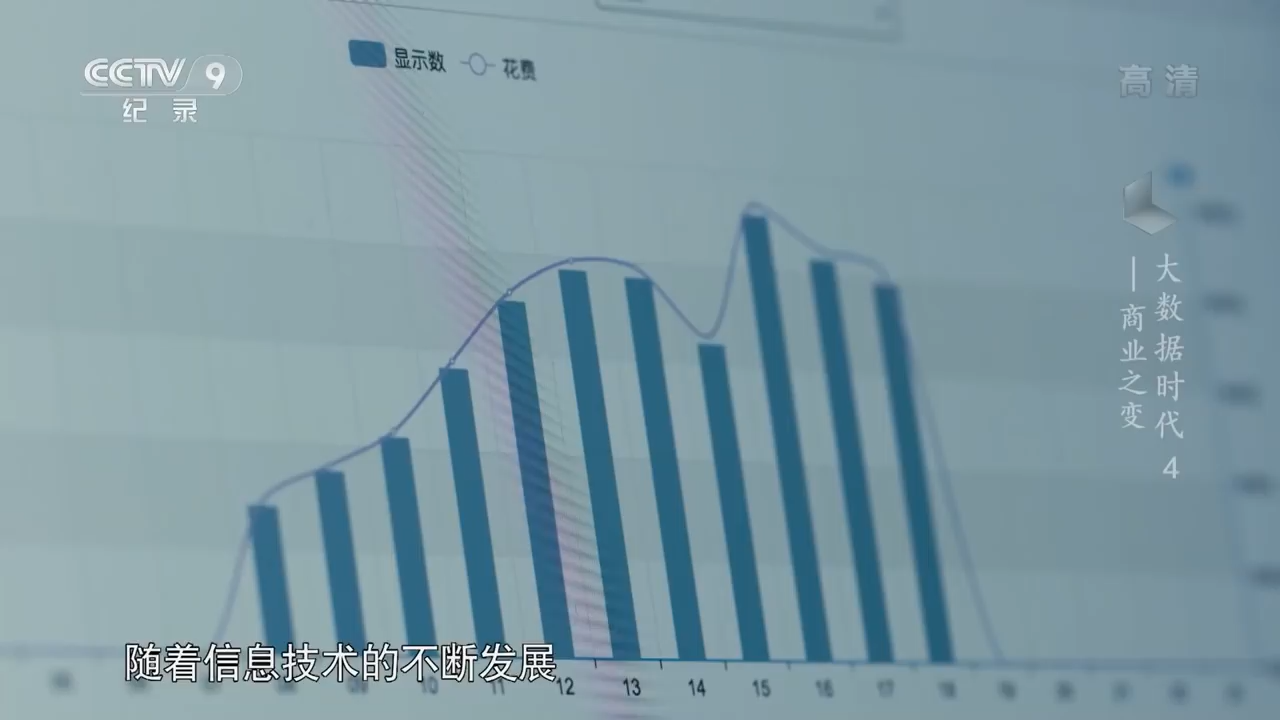 显示数 花费
CCTV 9
纪录
高清
大数据时代 4
—商业之变
随着信息技术的不断发展
10 11 12 13 14 15 16 17 18